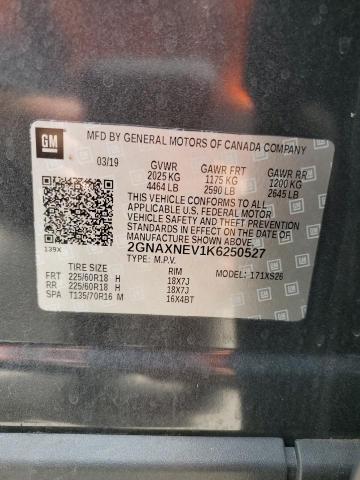 GM
MFD BY GENERAL MOTORS OF CANADA COMPANY
03/19 GVWR GAWR FRT GAWR RR
2025 KG 1175 KG 1200 KG
4464 LB 2590 LB 2645 LB
THIS VEHICLE CONFORMS TO ALL
APPLICABLE U.S. FEDERAL MOTOR
VEHICLE SAFETY AND THEFT PREVENTION
STANDARDS IN EFFECT ON THE DATE OF
MANUFACTURE SHOWN ABOVE.
139X 2GNAXNEV1K6250527
TYPE: M.P.V. MODEL: 171XS26
TIRE SIZE RIM
FRT 225/60R18 H 18X7J
RR 225/60R18 H 18X7J
SPA T135/70R16 M 16X4BT